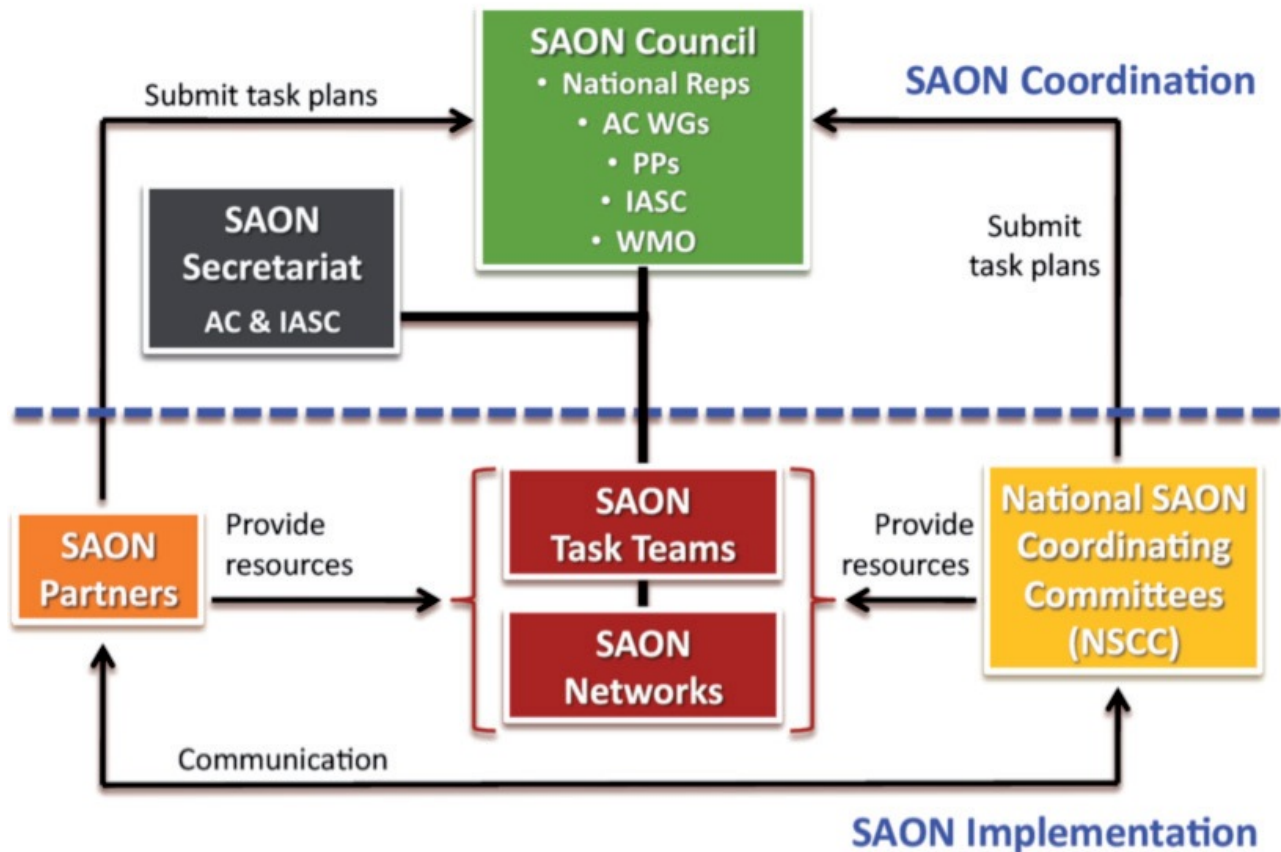 SAON Council
• National Reps
• AC WGs
• PPs
• IASC
• WMO
SAON Coordination
Submit task plans
SAON
Secretariat
AC & IASC
Submit
task plans
SAON
Partners
Provide
resources
SAON
Task Teams
SAON
Networks
Provide
resources
National SAON
Coordinating
Committees
(NSCC)
Communication
SAON Implementation